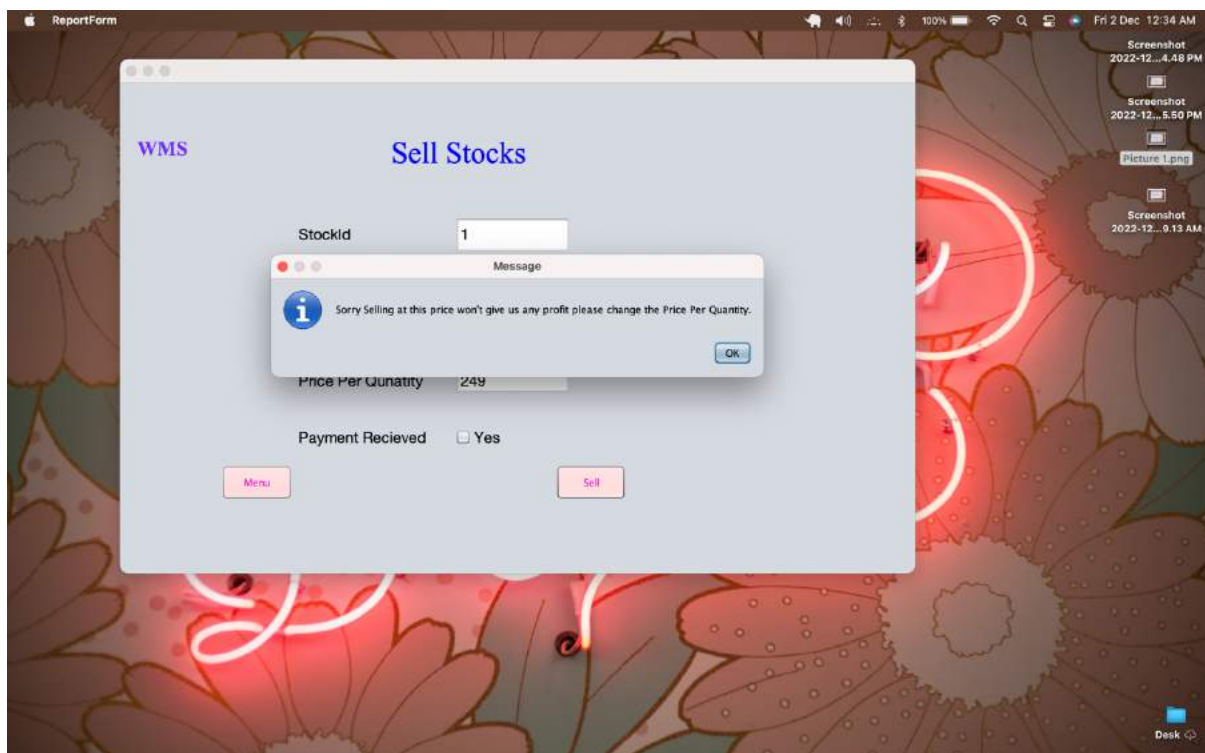 ReportForm
100%
Fri 2 Dec 12:34 AM
Screenshot
2022-12...4.48 PM
Screenshot
2022-12...5.50 PM
Picture 1.png
Screenshot
2022-12...9.13 AM
WMS
Sell Stocks
StockId 1
Message
Sorry Selling at this price won't give us any profit please change the Price Per Quantity.
OK
Price Per Qunatity 249
Payment Recieved Yes
Menu Sell
Desk